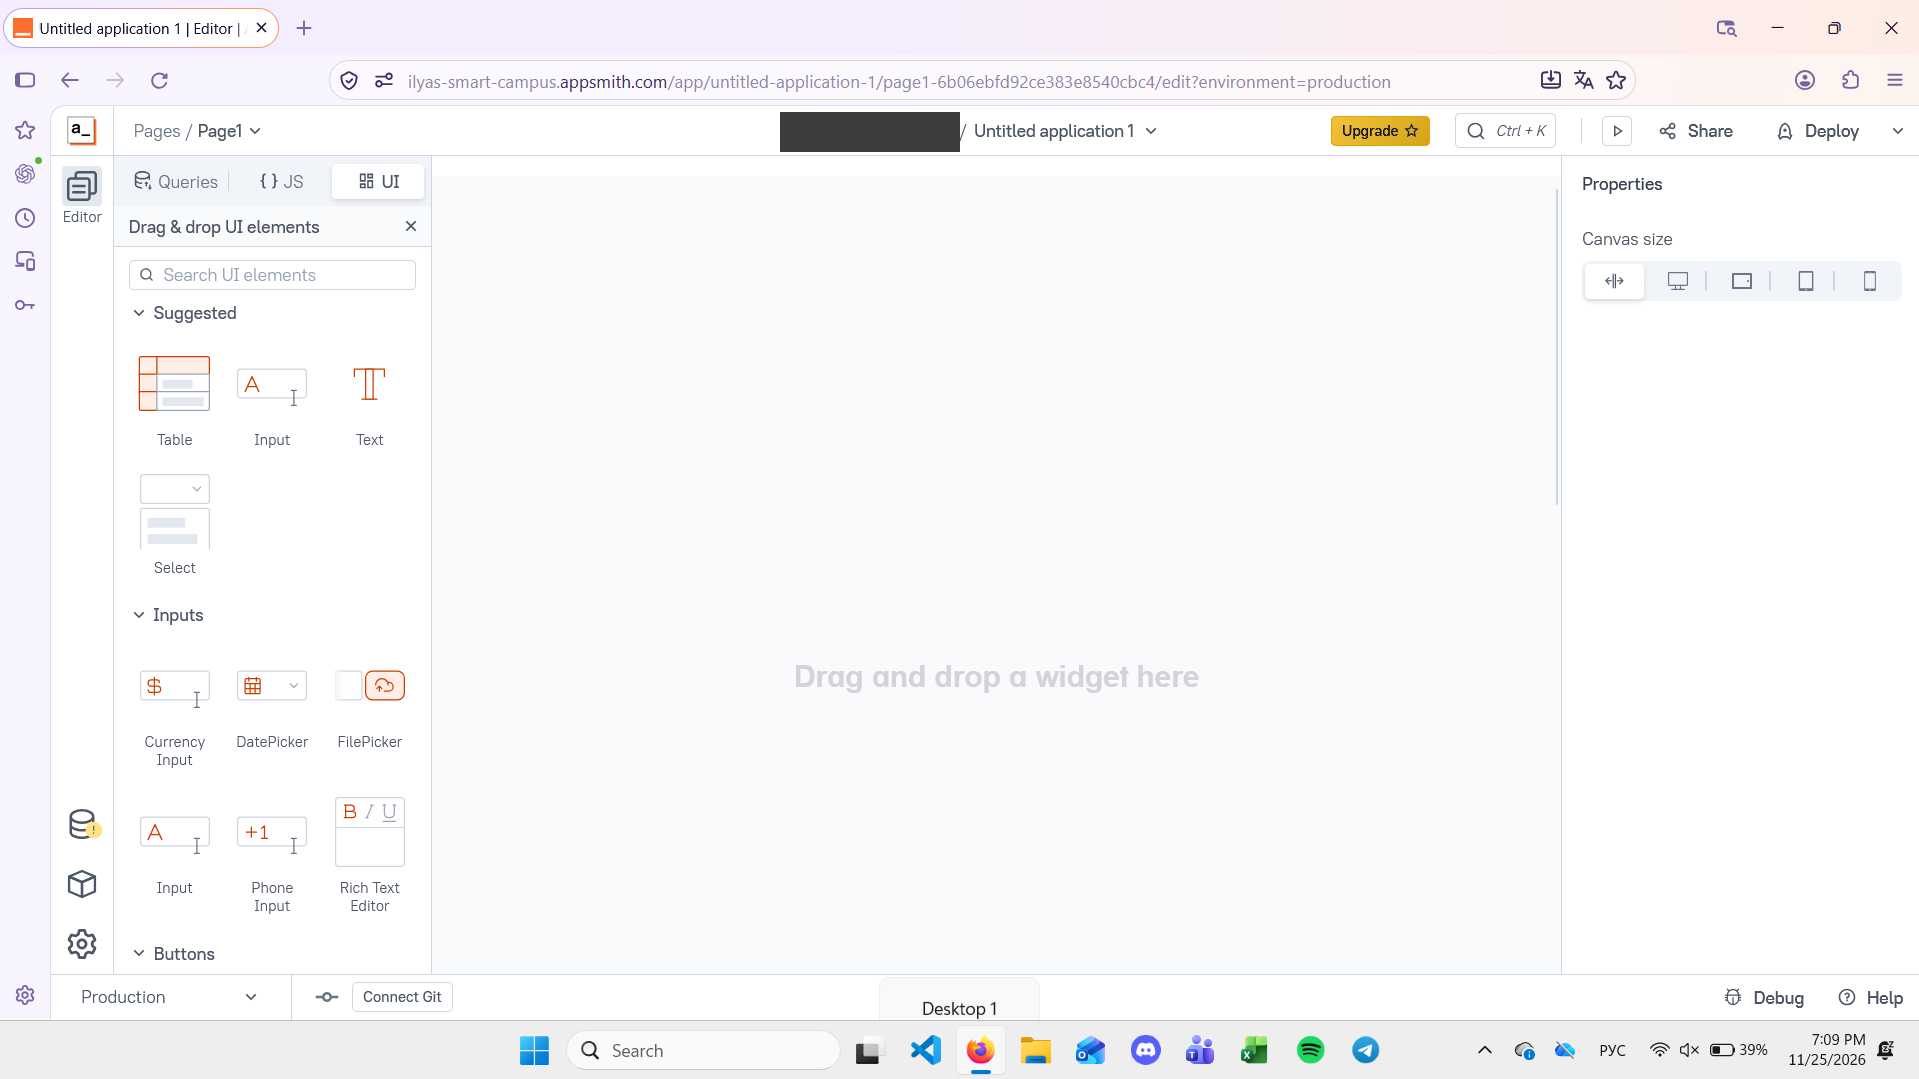 Untitled application 1 | Editor |
ilyas-smart-campus.appsmith.com/app/untitled-application-1/page1-6b06ebfd92ce383e8540cbc4/edit?environment=production
a_
Pages / Page1
/ Untitled application 1
Upgrade
Ctrl + K
Share
Deploy
Editor
Queries
{ } JS
UI
Drag & drop UI elements
Search UI elements
Suggested
Table
Input
Text
Select
Inputs
Currency Input
DatePicker
FilePicker
Input
+1
Phone Input
B I U
Rich Text Editor
Buttons
Drag and drop a widget here
Properties
Canvas size
Production
Connect Git
Desktop 1
Debug
Help
Search
РУС
39%
7:09 PM
11/25/2026